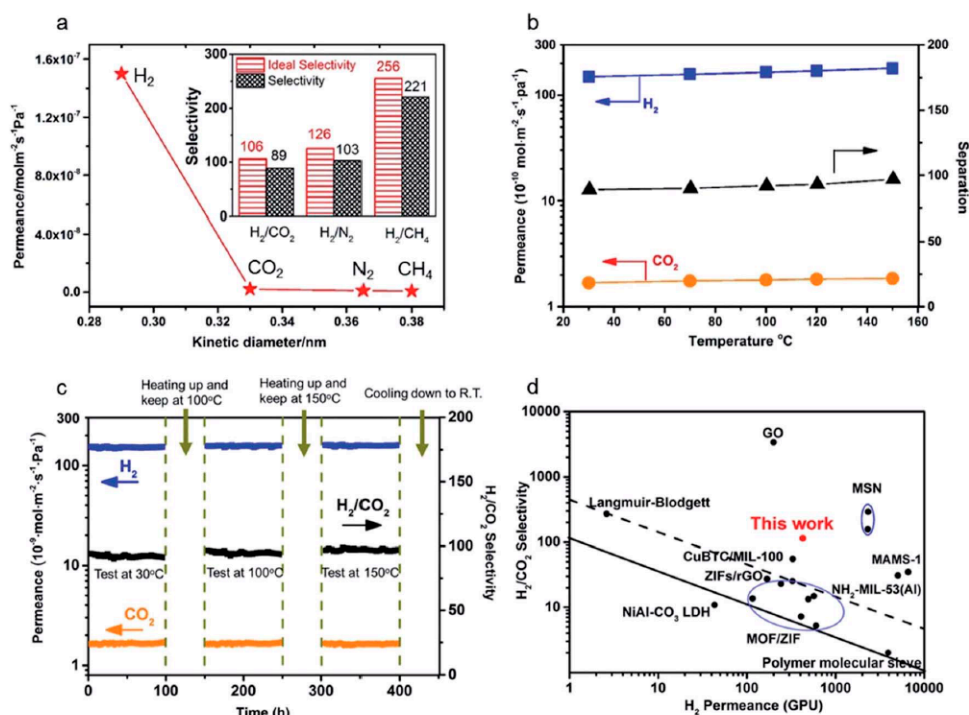 a
Permeance/molm⁻²s⁻¹Pa⁻¹
1.6x10⁻⁷
1.2x10⁻⁷
8.0x10⁻⁸
4.0x10⁻⁸
0.0
H₂
CO₂
N₂
CH₄
0.28
0.30
0.32
0.34
0.36
0.38
Kinetic diameter/nm
Selectivity
300
200
100
0
Ideal Selectivity
Selectivity
106
89
126
103
256
221
H₂/CO₂
H₂/N₂
H₂/CH₄
b
Permeance (10⁻¹⁰ mol·m⁻²·s⁻¹·pa⁻¹)
300
100
10
1
H₂
CO₂
200
150
100
50
0
Separation
20
40
60
80
100
120
140
160
Temperature °C
c
Heating up and
keep at 100°C
Heating up and
keep at 150°C
Cooling down to R.T.
Permeance (10⁻⁹·mol·m⁻²·s⁻¹·Pa⁻¹)
300
100
10
1
H₂
H₂/CO₂
Test at 30°C
Test at 100°C
Test at 150°C
CO₂
200
150
100
50
0
H₂/CO₂ Selectivity
0
100
200
300
400
Time (h)
d
H₂/CO₂ Selectivity
10000
1000
100
10
GO
MSN
Langmuir-Blodgett
This work
CuBTC/MIL-100
MAMS-1
ZIFs/rGO
NH₂-MIL-53(Al)
NiAl-CO₃ LDH
MOF/ZIF
Polymer molecular sieve
1
10
100
1000
10000
H₂ Permeance (GPU)